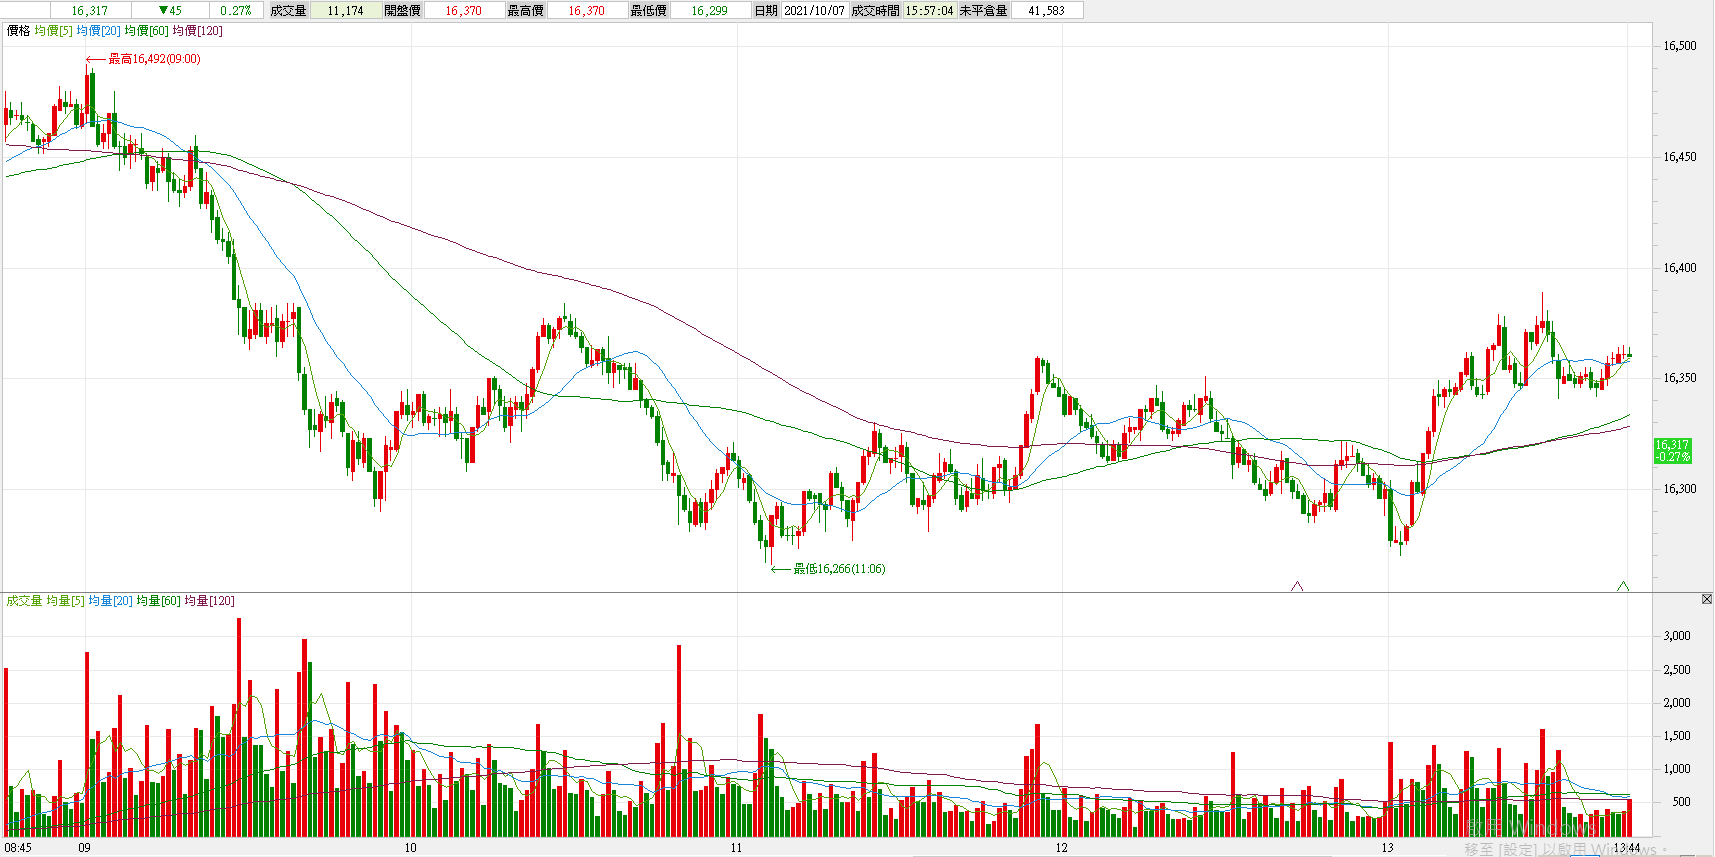 16,317 ▼45 0.27% 成交量 11,174 開盤價 16,370 最高價 16,370 最低價 16,299 日期 2021/10/07 成交時間 15:57:04 未平倉量 41,583
價格 均價[5] 均價[20] 均價[60] 均價[120]
16,500
←最高16,492(09:00)
16,450
16,400
16,350
16,317
-0.27%
16,300
←最低16,266(11:06)
成交量 均量[5] 均量[20] 均量[60] 均量[120]
3,000
2,500
2,000
1,500
1,000
500
啟用 Windows
移至 [設定] 以啟用 Windows。
08:45 09 10 11 12 13 13:44